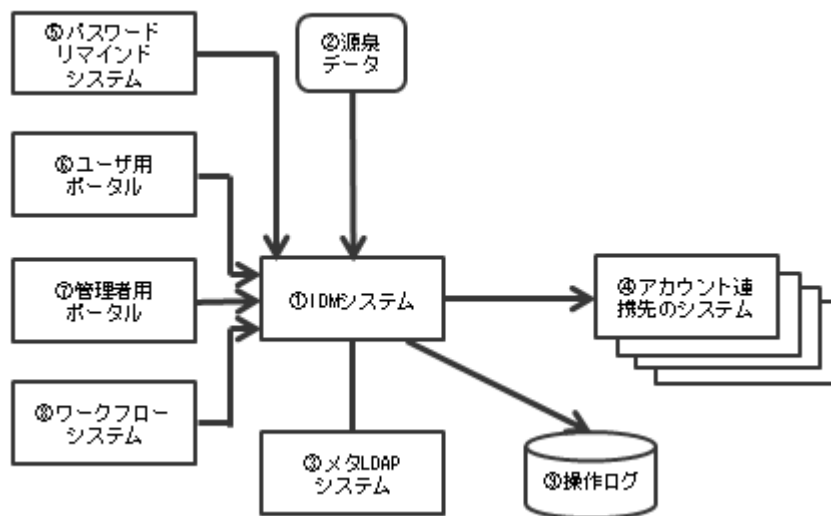 ⑤パスワード
リマインド
システム
②源泉
データ
⑥ユーザ用
ポータル
⑦管理者用
ポータル
①IDMシステム
④アカウント連
携先のシステム
⑧ワークフロー
システム
③メタLDAP
システム
⑨操作ログ